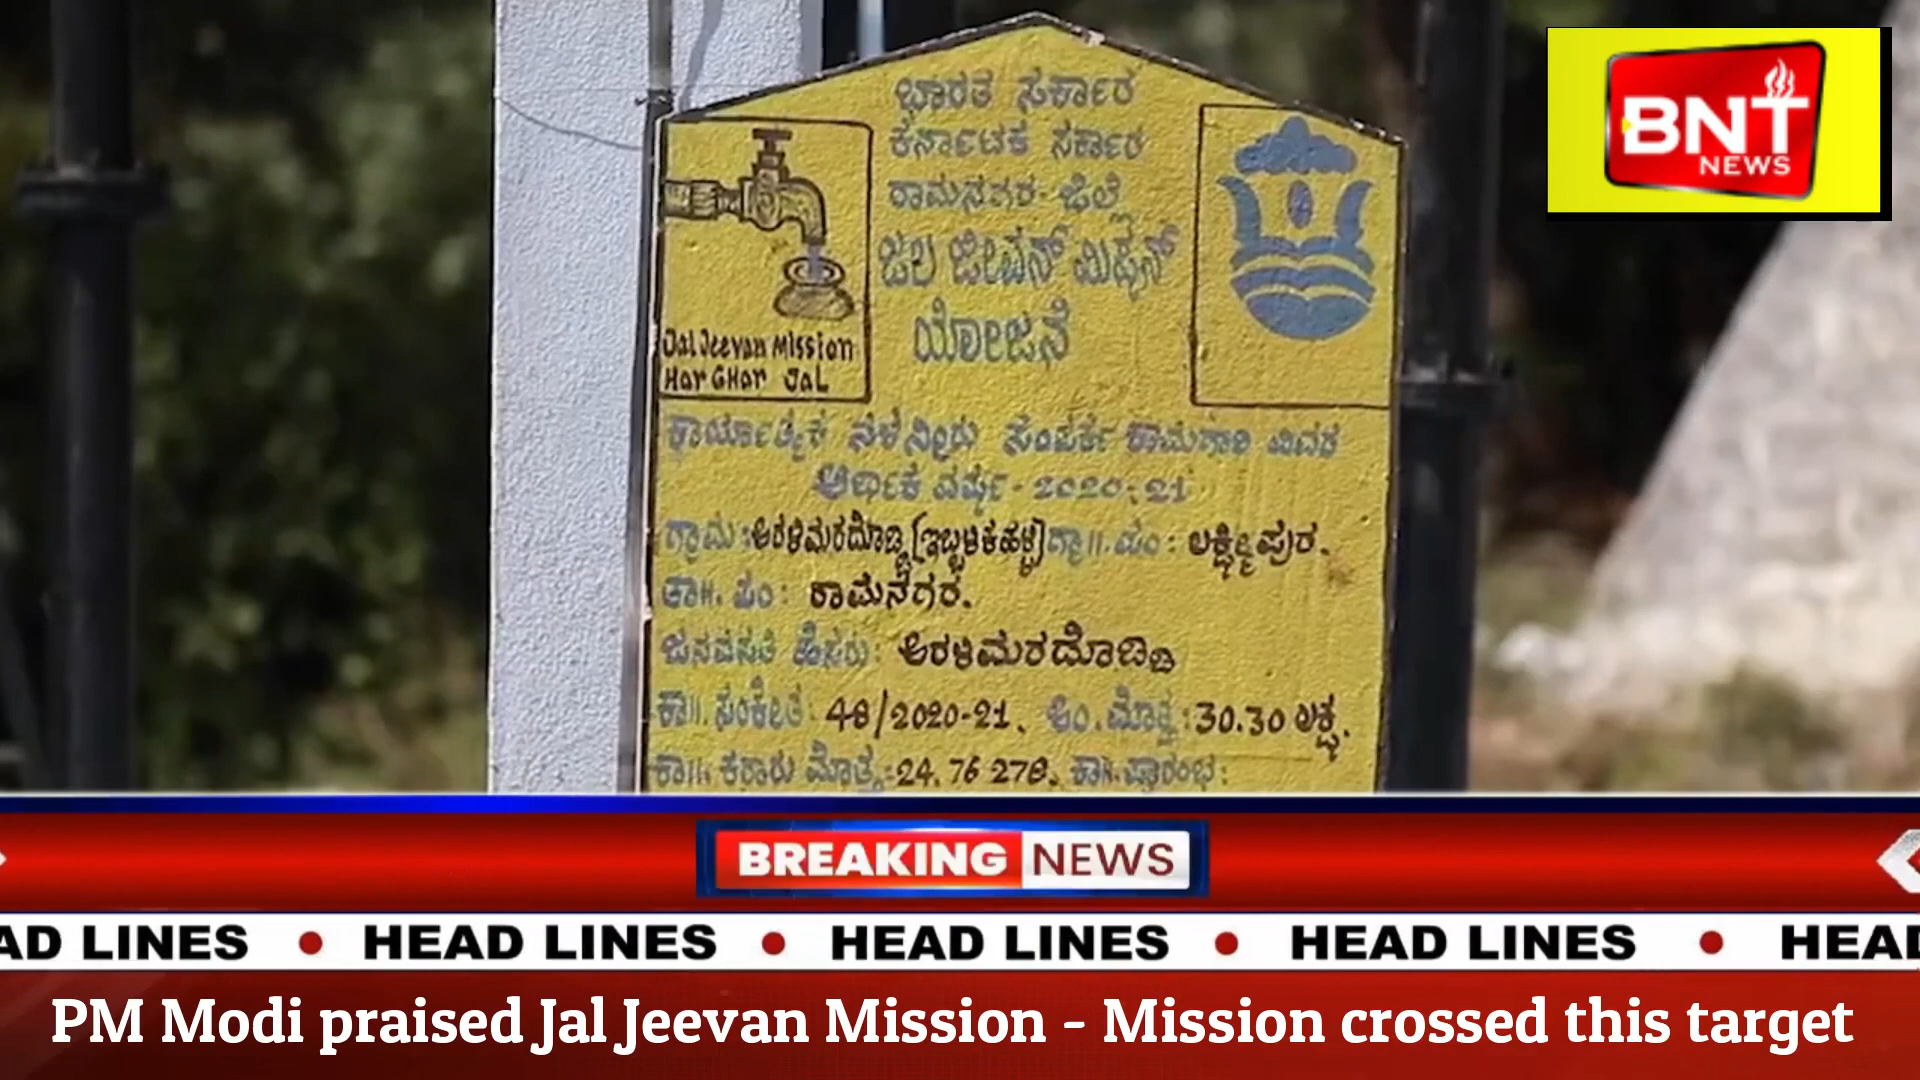 ಭಾರತ ಸರ್ಕಾರ
ಕರ್ನಾಟಕ ಸರ್ಕಾರ
ರಾಮನಗರ-ಜಿಲ್ಲೆ
ಜಲ ಜೀವನ್ ಮಿಷನ್
ಯೋಜನೆ
Jal Jeevan Mission
Har GHar Jal
BNT
NEWS
ಕಾರ್ಯಾತ್ಮಕ ನಳ ನೀರು ಸಂಪರ್ಕ ಕಾಮಗಾರಿ ವಿವರ
ಆರ್ಥಿಕ ವರ್ಷ-2020-21
ಗ್ರಾಮ: ಅರಳಿಮರದೊಡ್ಡಿ ಗ್ರಾ||.ಪಂ: ಲಕ್ಷ್ಮೀಪುರ.
ತಾ||. ಪಂ: ರಾಮನಗರ.
ಜನವಸತಿ ಹೆಸರು: ಅರಳಿಮರದೊಡ್ಡಿ
ಕಾ||. ಸಂಕೇತ: 48/2020-21. ಅಂ.ಮೊತ್ತ:30.30 ಲಕ್ಷ.
ಕಾ||. ಕರಾರು ಮೊತ್ತ:24.76 278. ಕಾ||.ಪ್ರಾರಂಭ:
BREAKING NEWS
AD LINES • HEAD LINES • HEAD LINES • HEAD LINES • HEAD
PM Modi praised Jal Jeevan Mission - Mission crossed this target